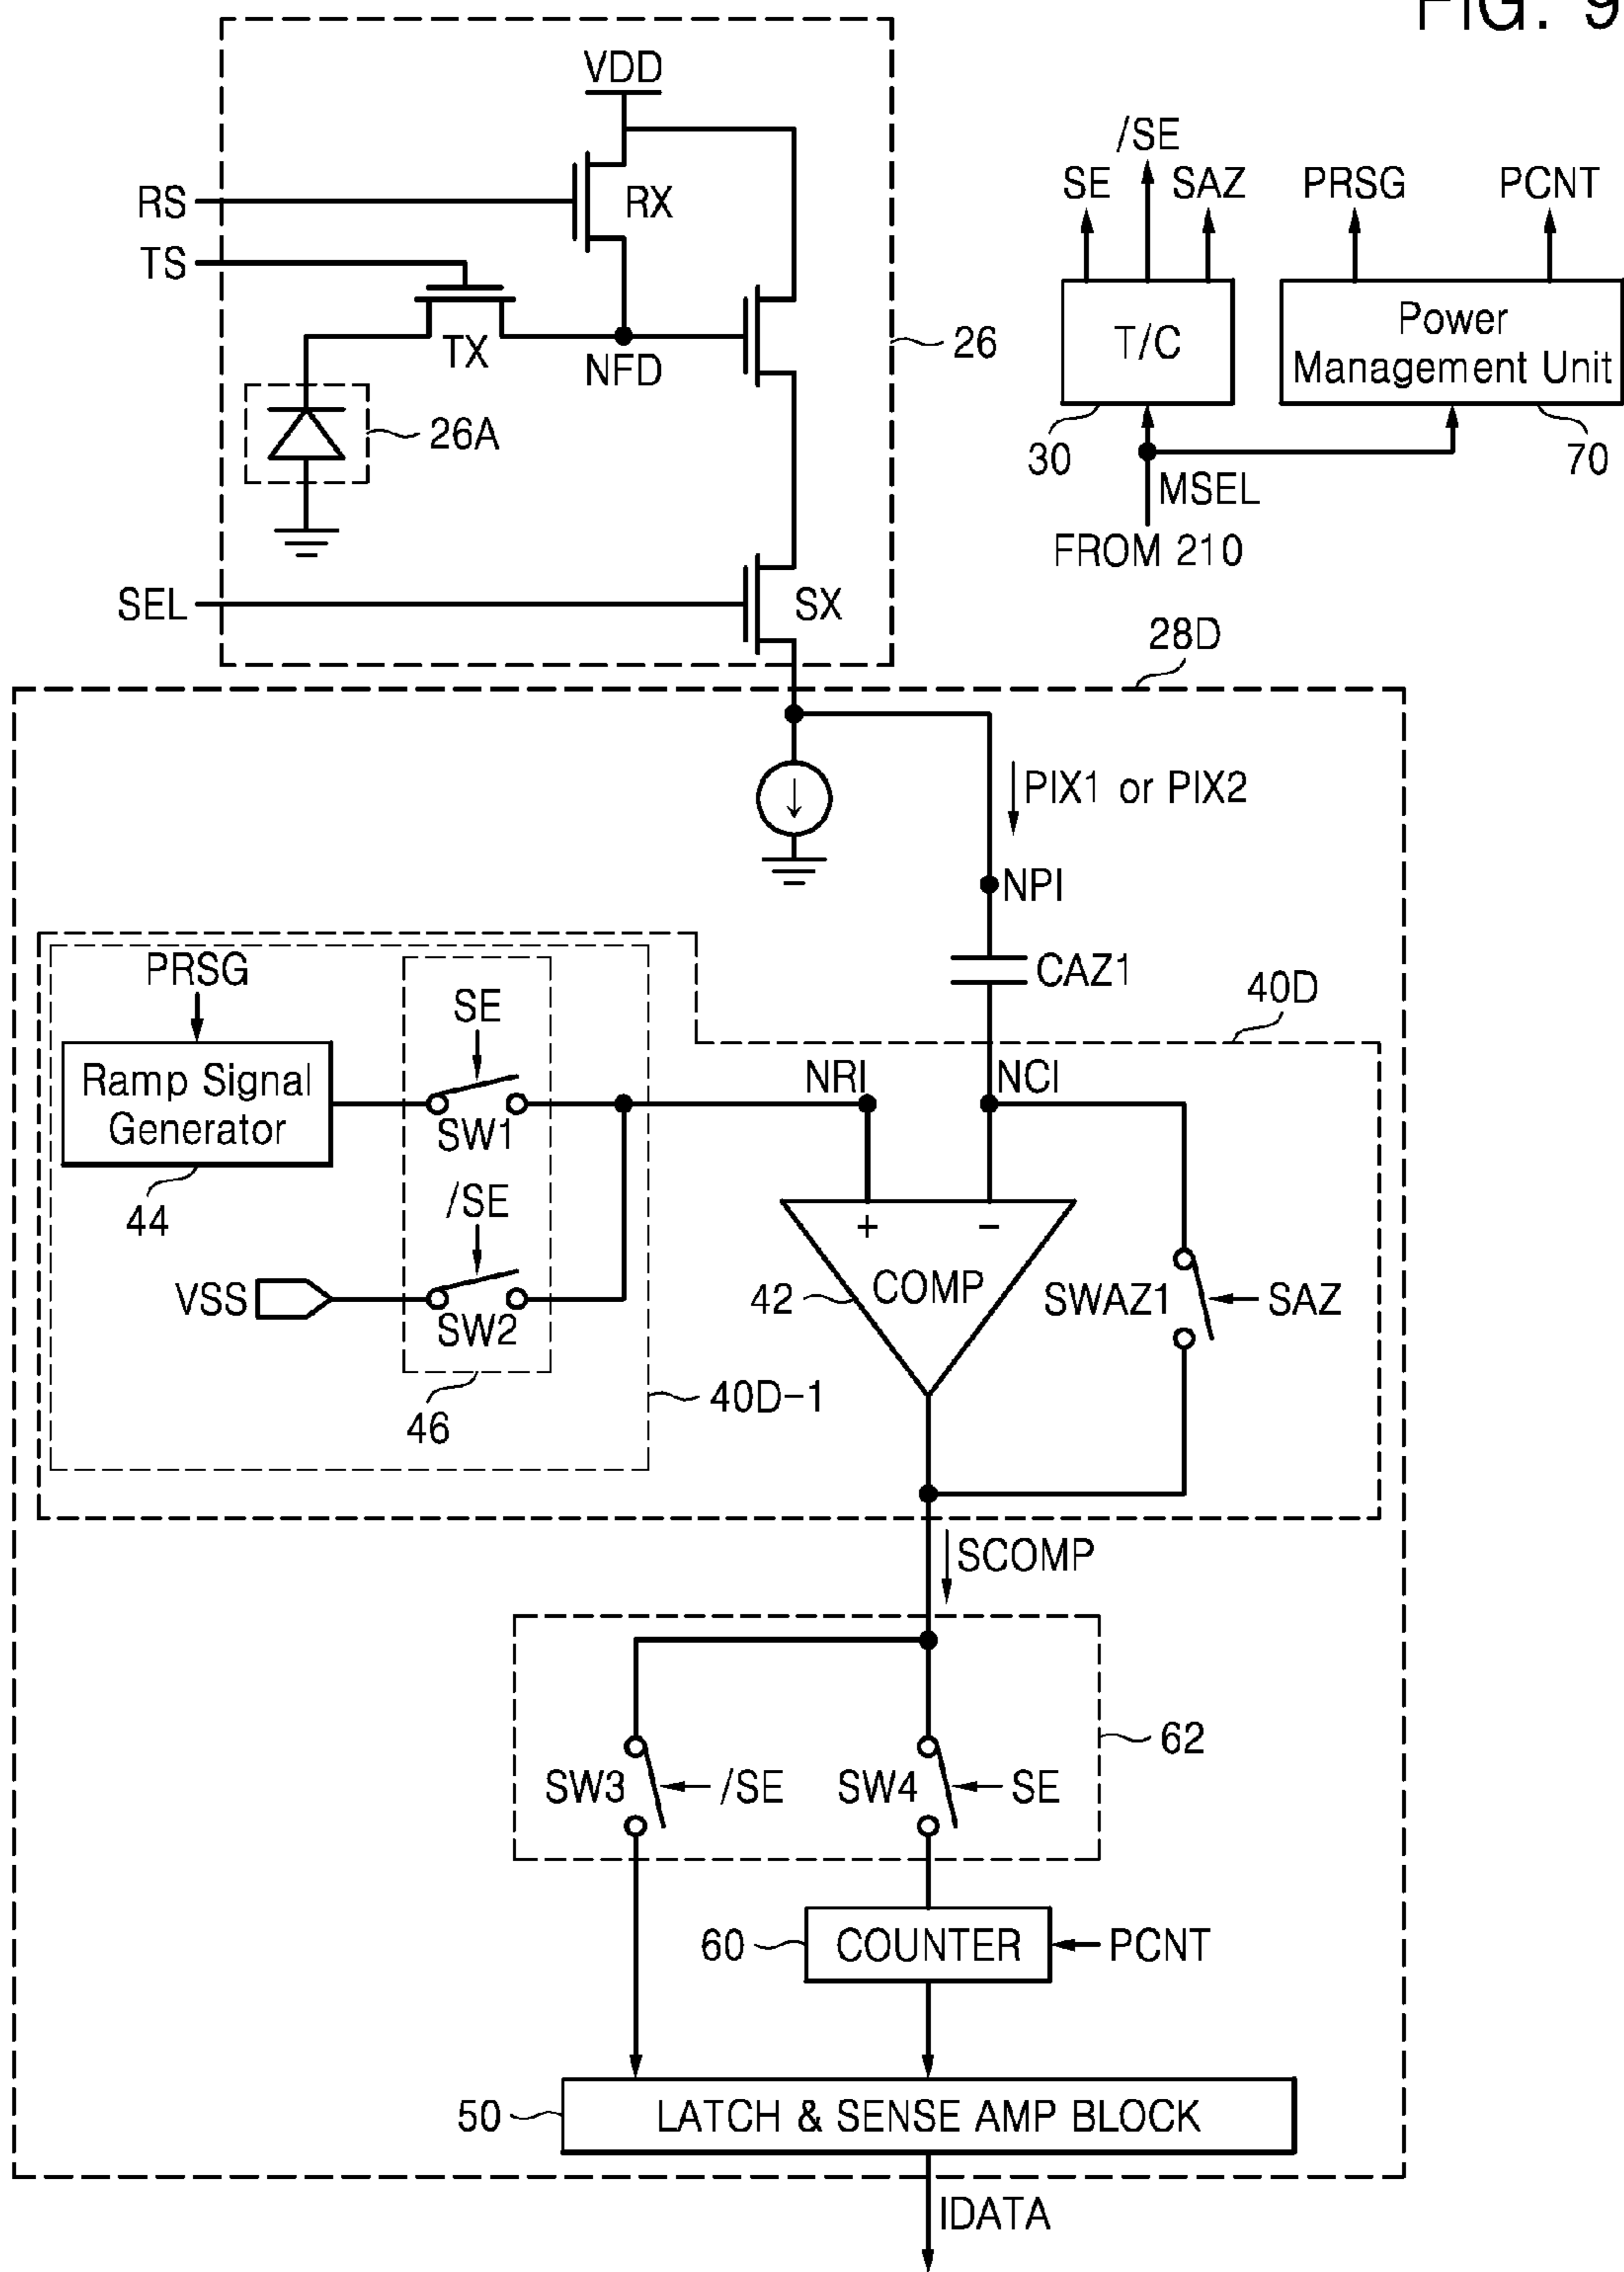 FIG. 9
VDD
RS
RX
TS
TX
NFD
26
26A
SEL
SX
/SE
SE
SAZ
PRSG
PCNT
T/C
Power
Management Unit
30
70
MSEL
FROM 210
28D
PIX1 or PIX2
NPI
CAZ1
40D
PRSG
SE
Ramp Signal
Generator
SW1
NRI
NCI
44
/SE
VSS
SW2
46
40D-1
+
−
COMP
42
SWAZ1
SAZ
SCOMP
62
SW3
/SE
SW4
SE
60
COUNTER
PCNT
50
LATCH & SENSE AMP BLOCK
IDATA